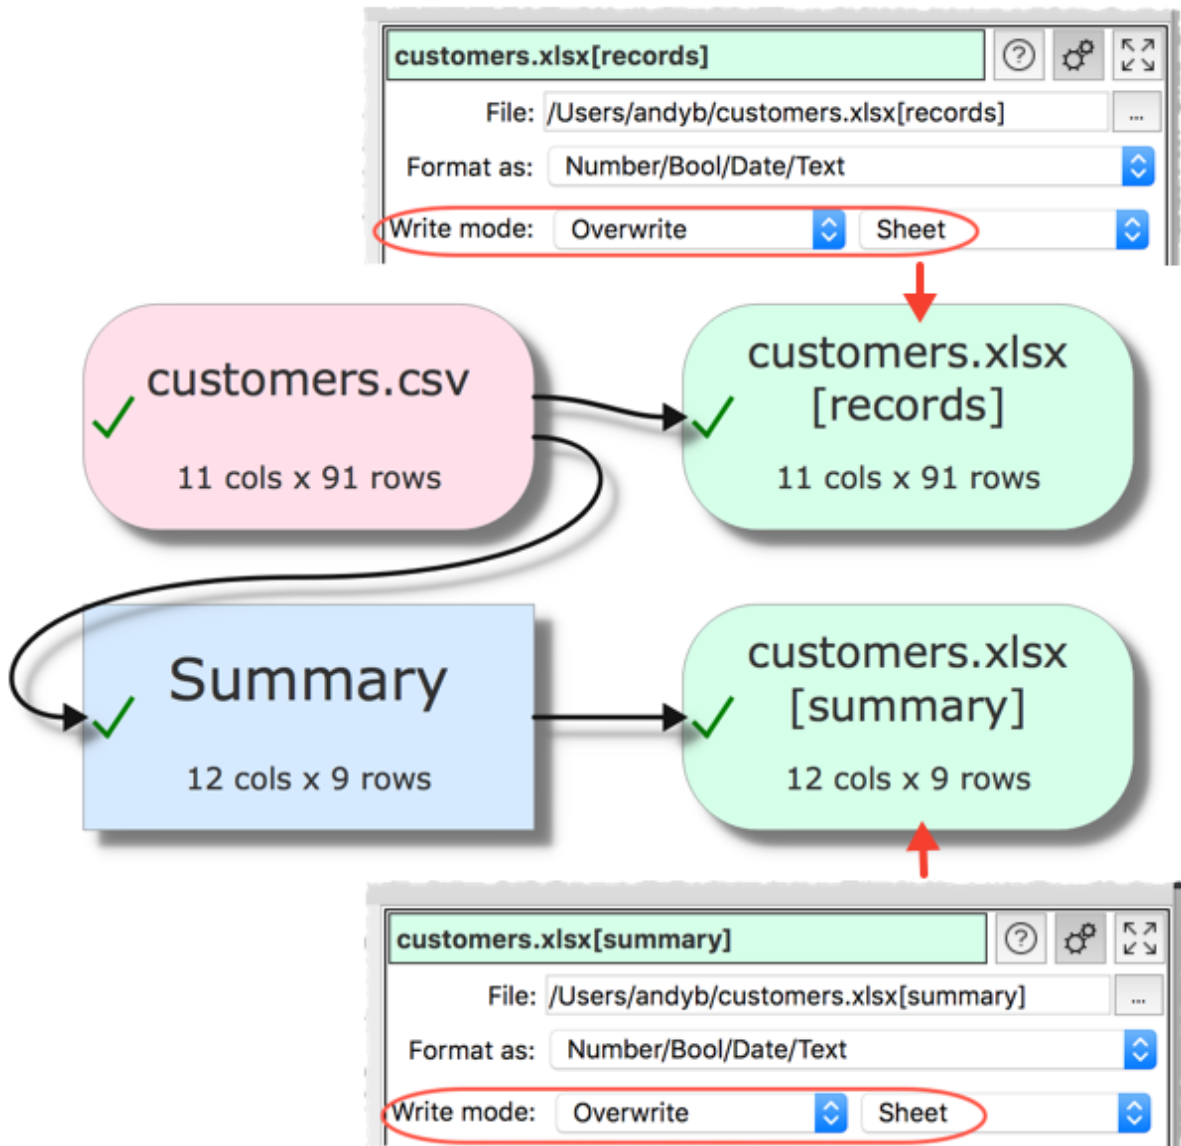 customers.xlsx[records]
File: /Users/andyb/customers.xlsx[records] ...
Format as: Number/Bool/Date/Text
Write mode: Overwrite Sheet
customers.csv
11 cols x 91 rows
customers.xlsx
[records]
11 cols x 91 rows
Summary
12 cols x 9 rows
customers.xlsx
[summary]
12 cols x 9 rows
customers.xlsx[summary]
File: /Users/andyb/customers.xlsx[summary] ...
Format as: Number/Bool/Date/Text
Write mode: Overwrite Sheet